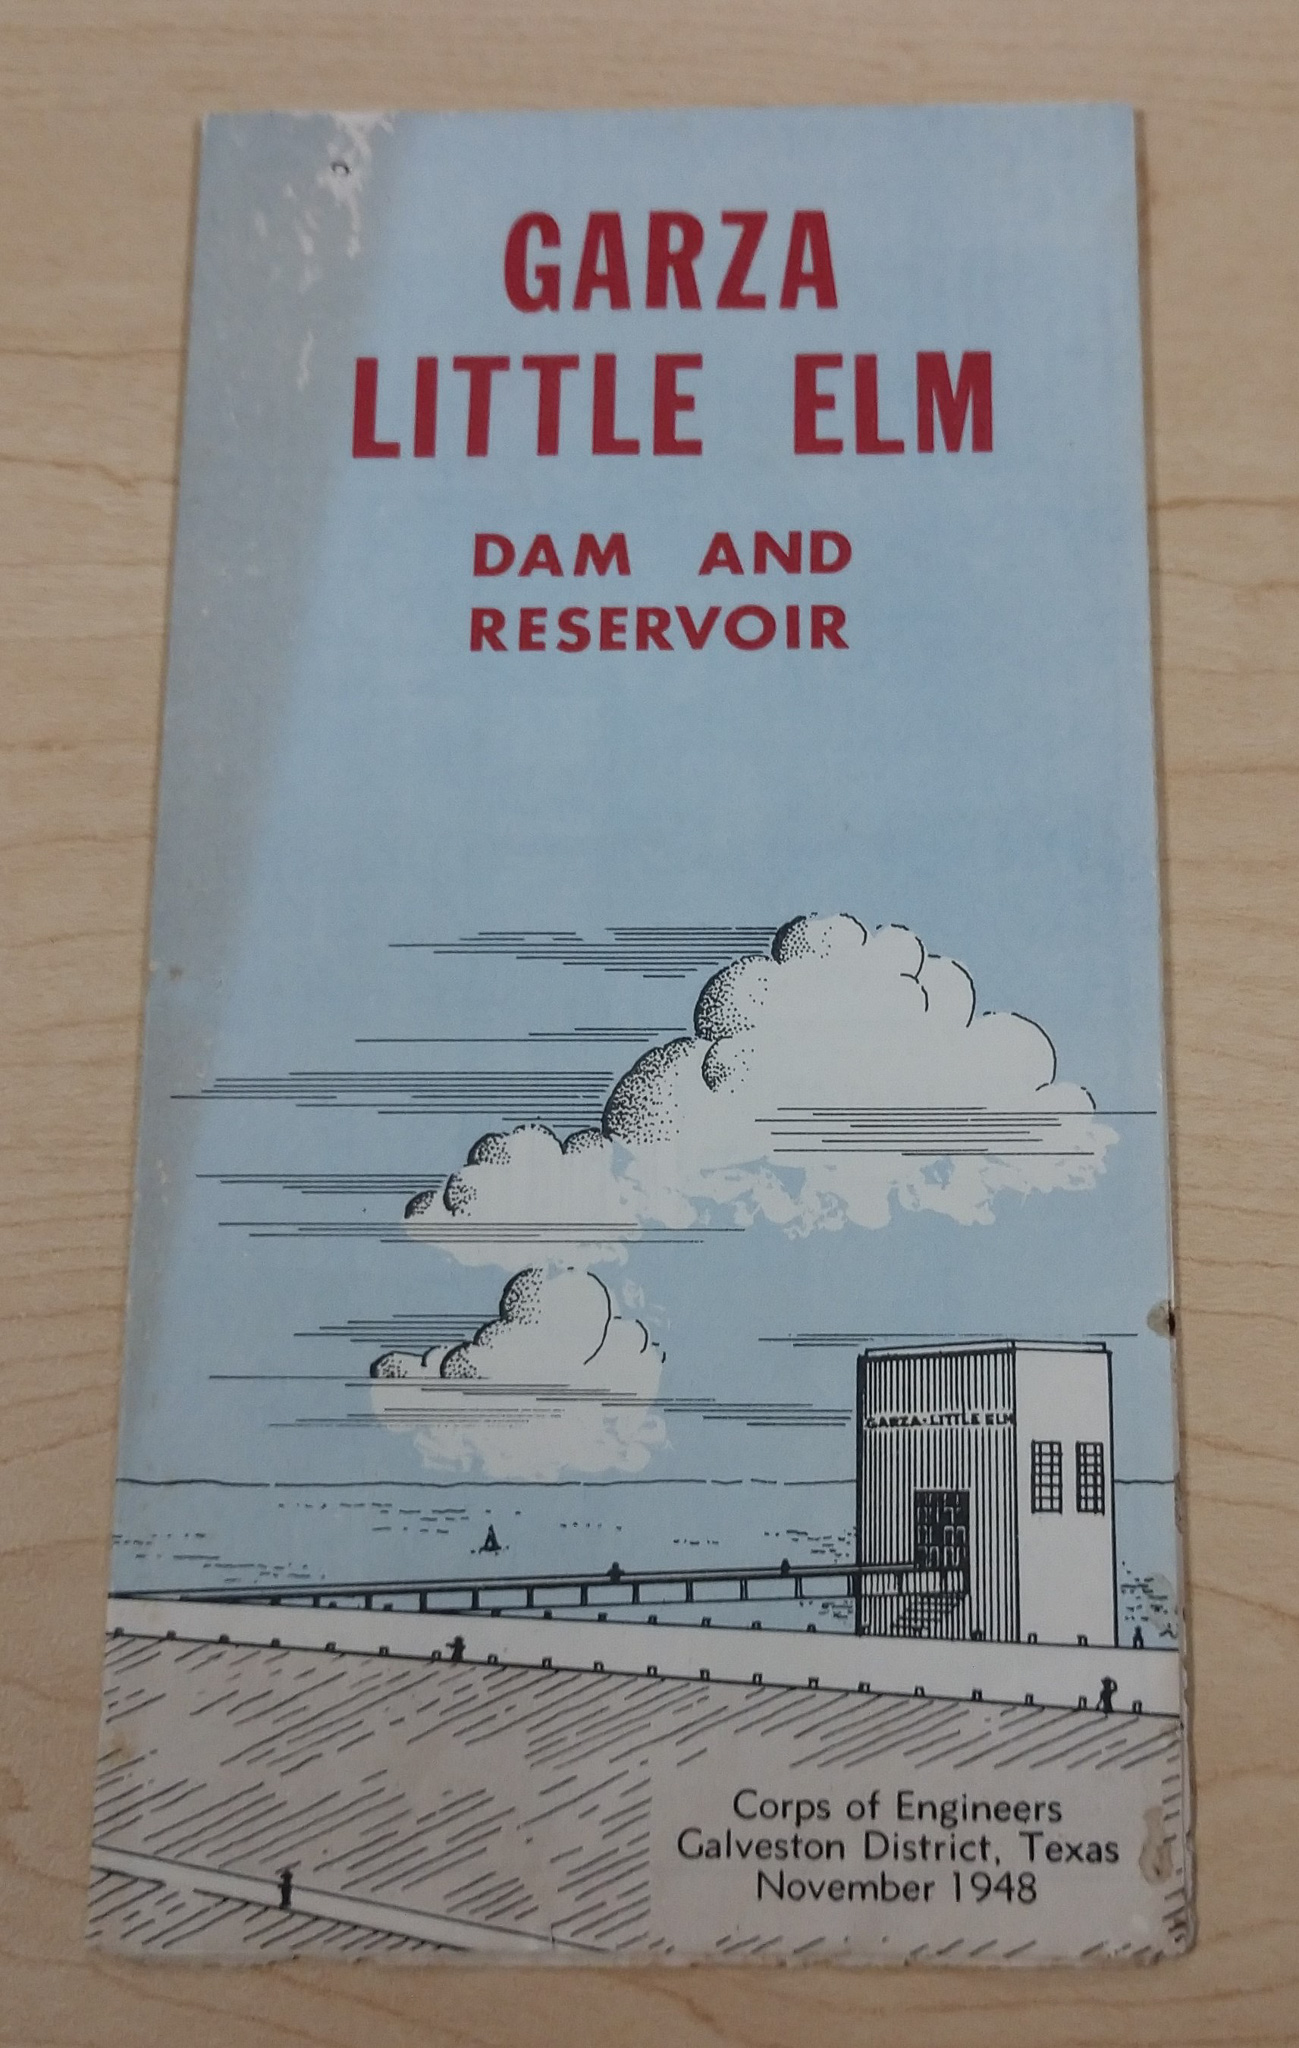 GARZA
LITTLE ELM
DAM AND
RESERVOIR
GARZA-LITTLE ELM
Corps of Engineers
Galveston District, Texas
November 1948